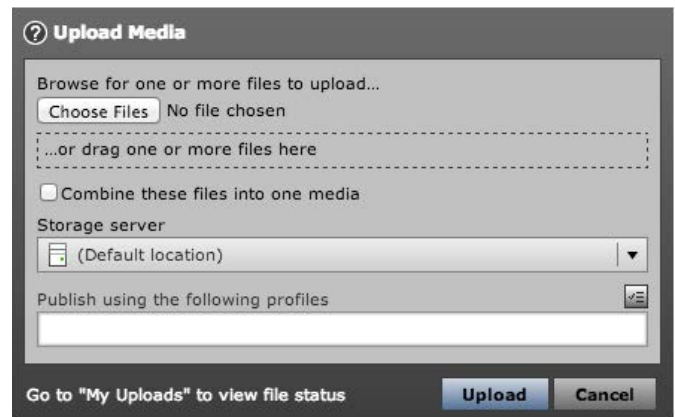 Upload Media
Browse for one or more files to upload...
Choose Files No file chosen
...or drag one or more files here
Combine these files into one media
Storage server
(Default location)
Publish using the following profiles
Go to "My Uploads" to view file status Upload Cancel